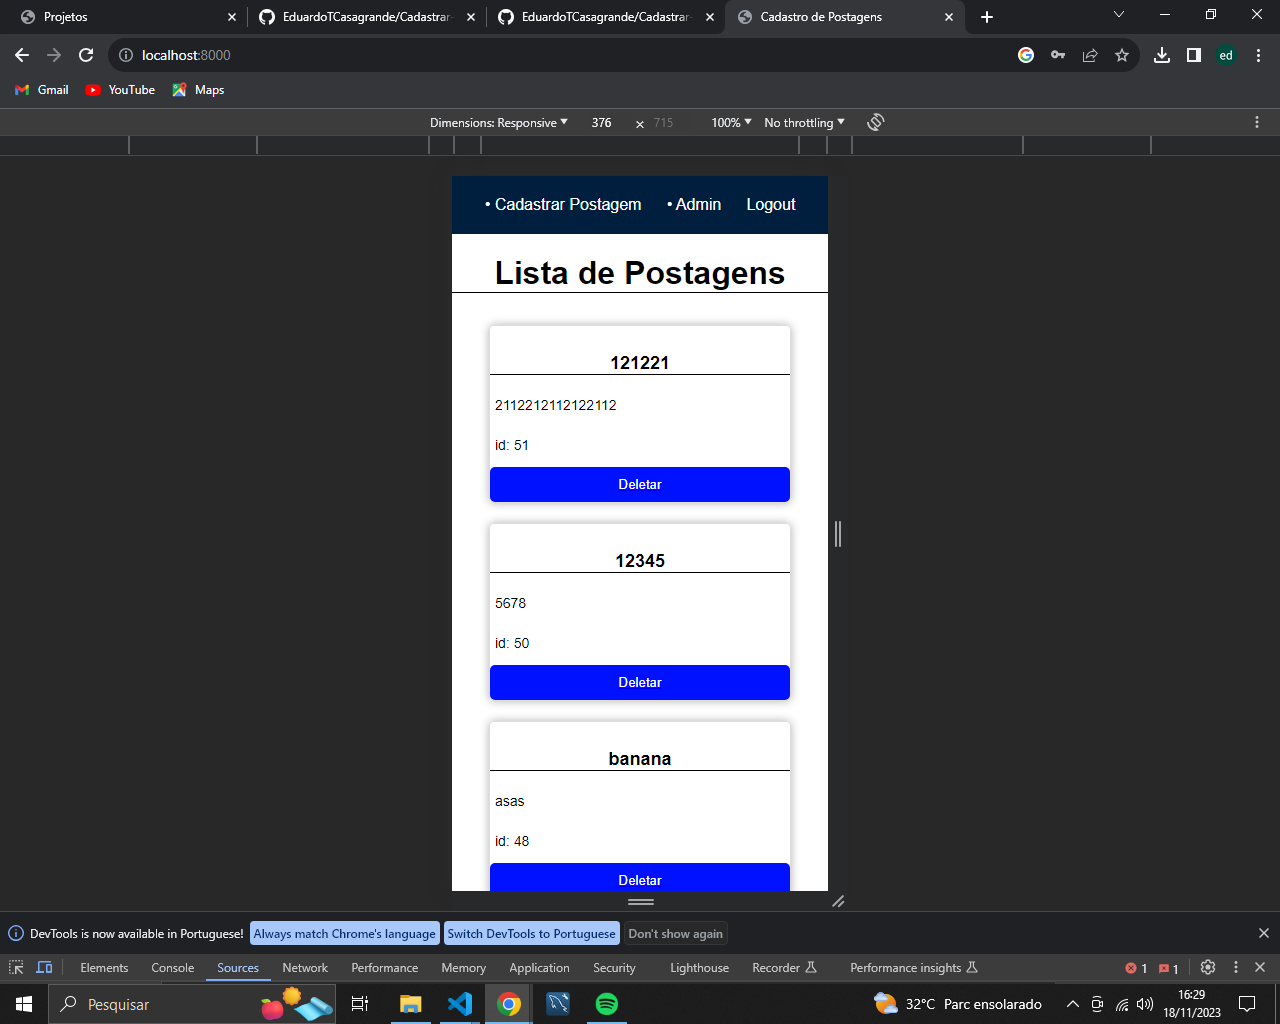 Projetos
EduardoTCasagrande/Cadastrar-
EduardoTCasagrande/Cadastrar-
Cadastro de Postagens
localhost:8000
ed
Gmail
YouTube
Maps
Dimensions: Responsive
376
×
715
100%
No throttling
• Cadastrar Postagem
• Admin
Logout
Lista de Postagens
121221
2112212112122112
id: 51
Deletar
12345
5678
id: 50
Deletar
banana
asas
id: 48
Deletar
DevTools is now available in Portuguese!
Always match Chrome's language
Switch DevTools to Portuguese
Don't show again
Elements
Console
Sources
Network
Performance
Memory
Application
Security
Lighthouse
Recorder
Performance insights
1
1
Pesquisar
32°C
Parc ensolarado
16:29
18/11/2023